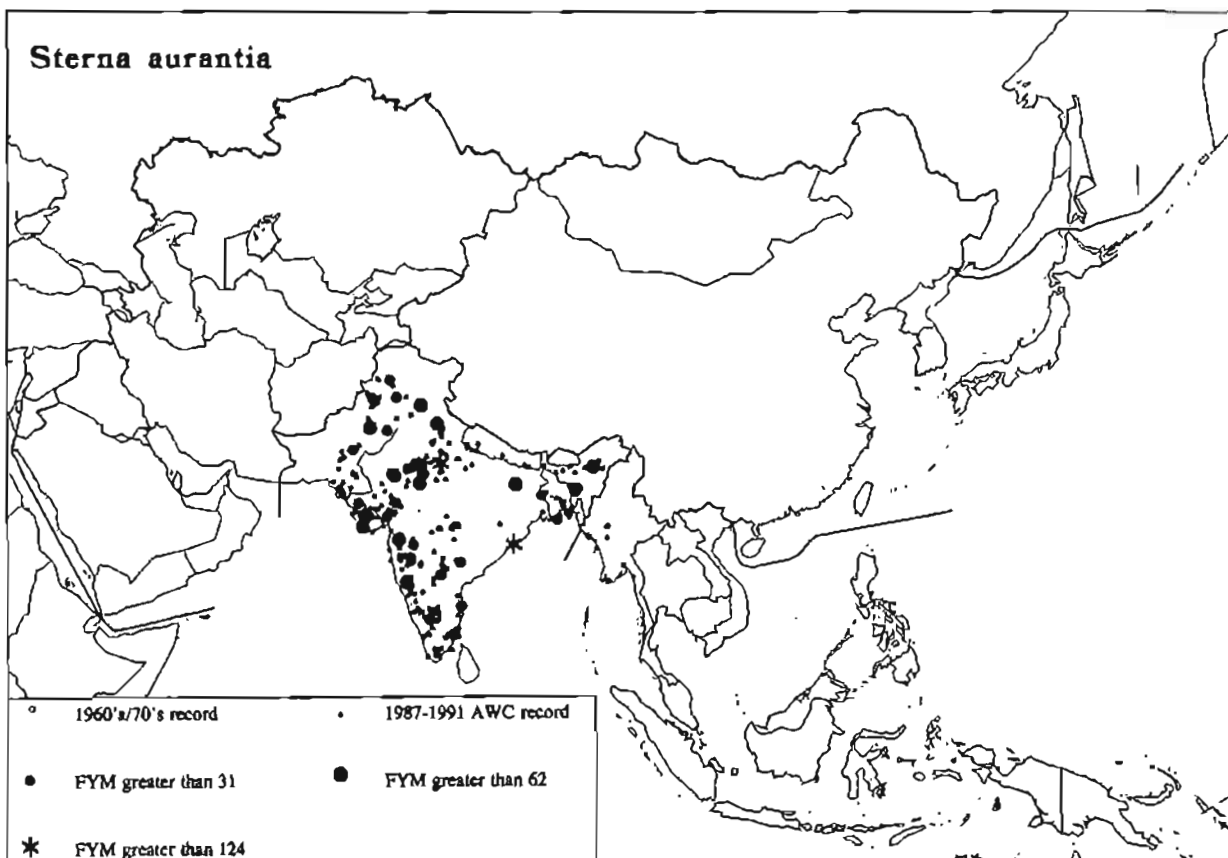 Sterna aurantia
1960's/70's record
1987-1991 AWC record
FYM greater than 31
FYM greater than 62
FYM greater than 124